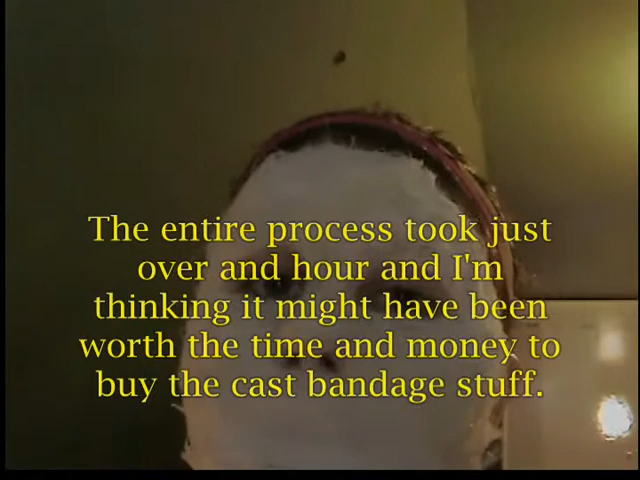 The entire process took just
over and hour and I'm
thinking it might have been
worth the time and money to
buy the cast bandage stuff.